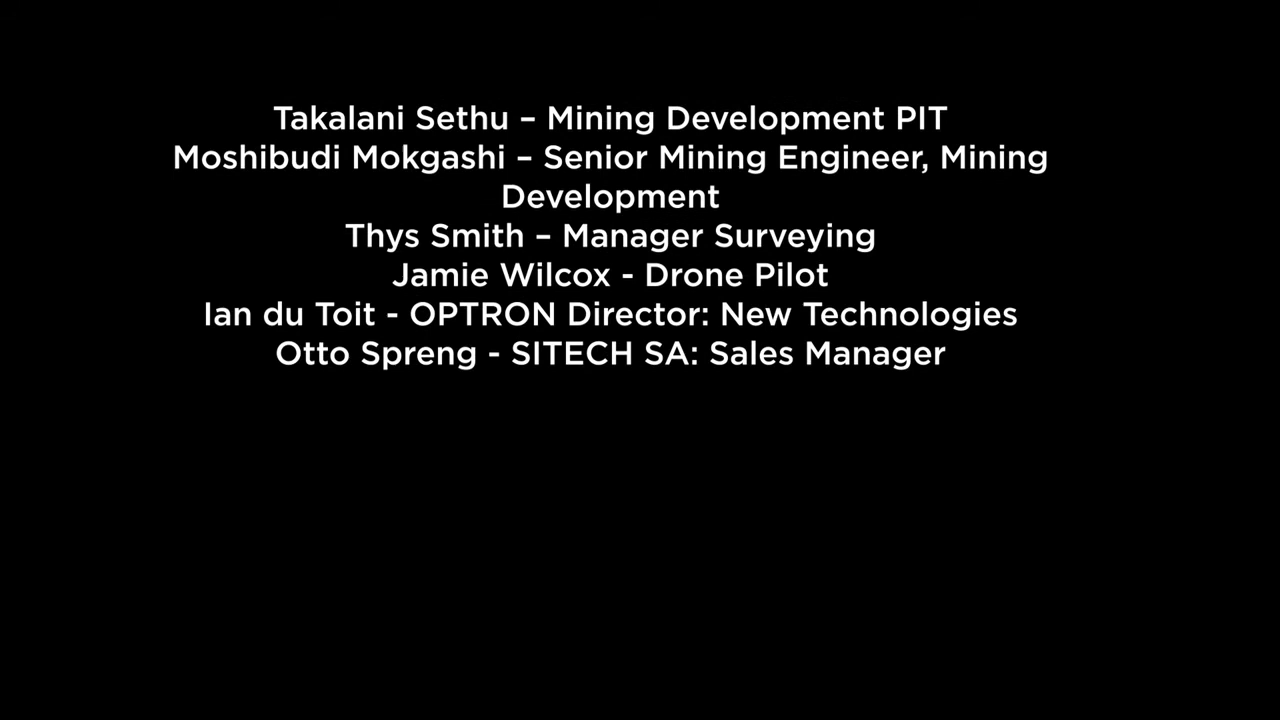 Takalani Sethu – Mining Development PIT
Moshibudi Mokgashi – Senior Mining Engineer, Mining
Development
Thys Smith – Manager Surveying
Jamie Wilcox - Drone Pilot
Ian du Toit - OPTRON Director: New Technologies
Otto Spreng - SITECH SA: Sales Manager